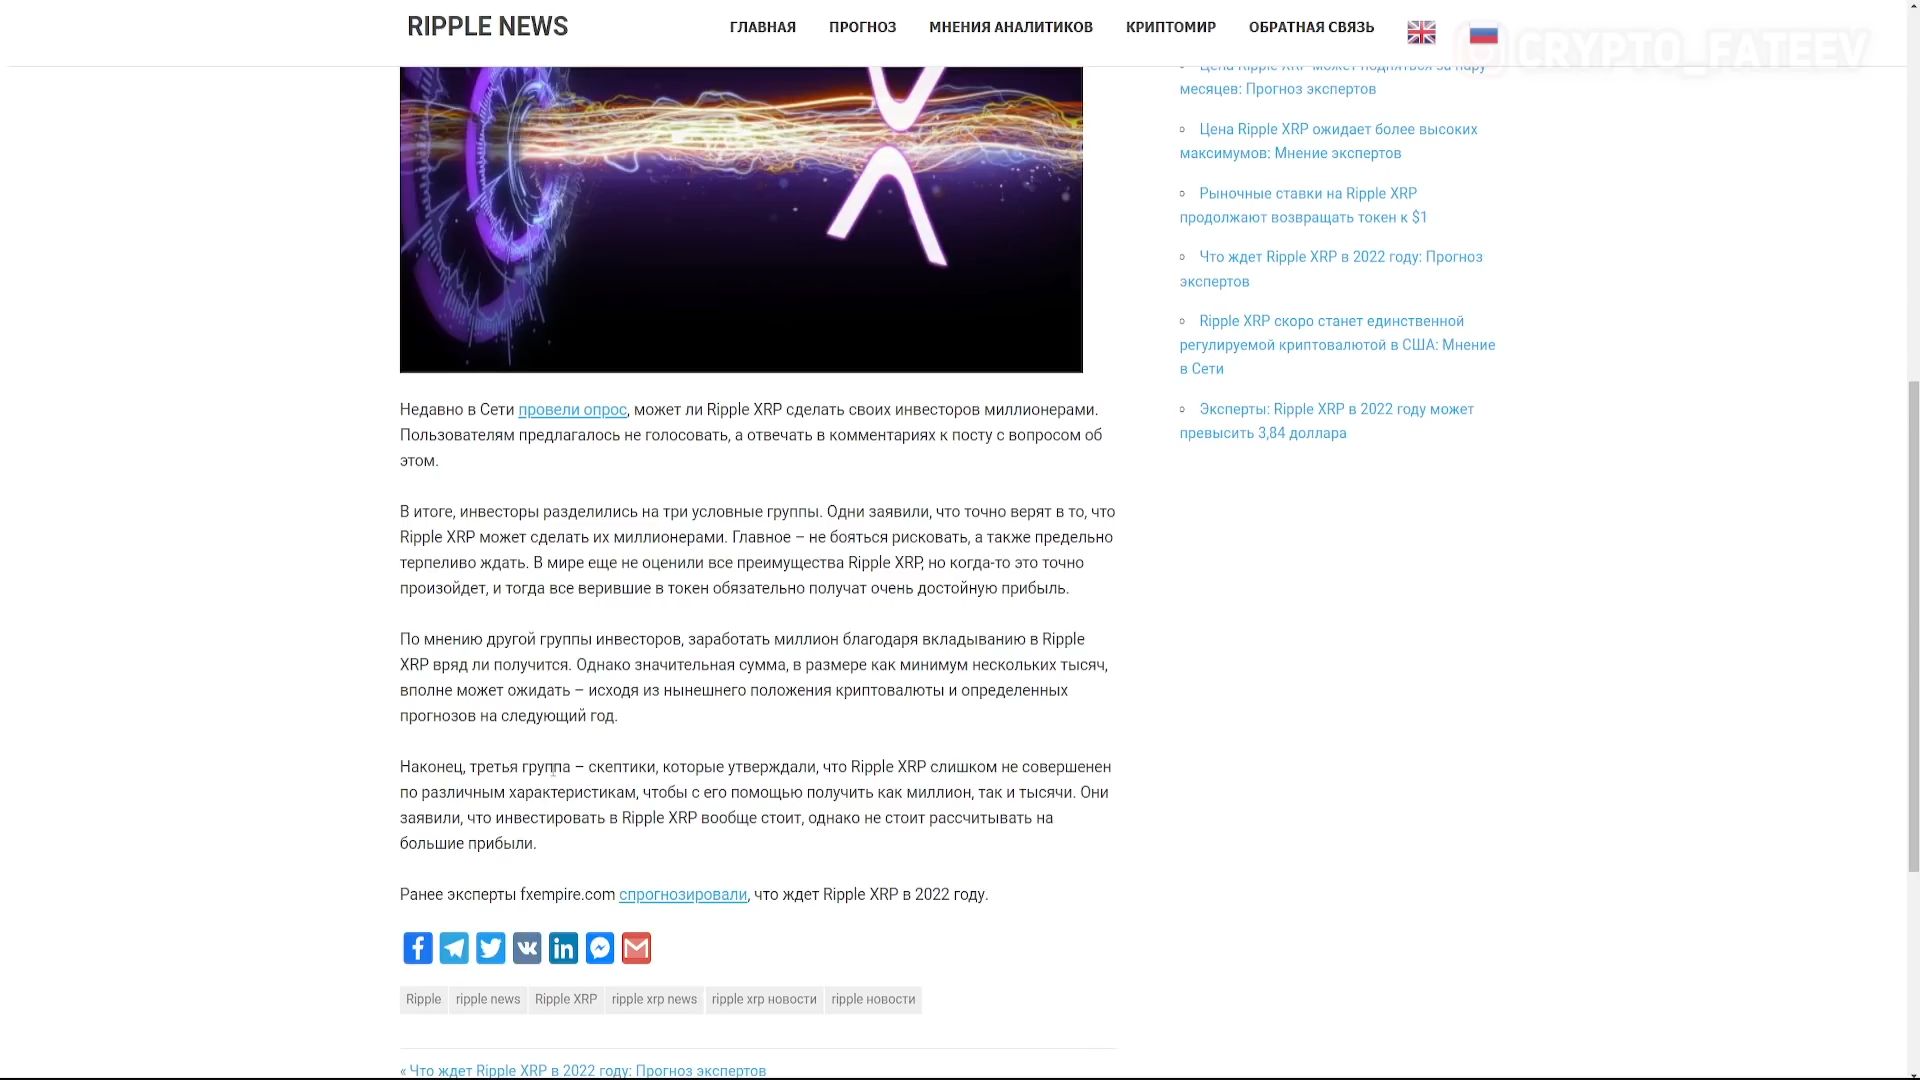 RIPPLE NEWS
ГЛАВНАЯ
ПРОГНОЗ
МНЕНИЯ АНАЛИТИКОВ
КРИПТОМИР
ОБРАТНАЯ СВЯЗЬ
CRYPTO_FATEEV
Недавно в Сети провели опрос, может ли Ripple XRP сделать своих инвесторов миллионерами.
Пользователям предлагалось не голосовать, а отвечать в комментариях к посту с вопросом об
этом.
В итоге, инвесторы разделились на три условные группы. Одни заявили, что точно верят в то, что
Ripple XRP может сделать их миллионерами. Главное – не бояться рисковать, а также предельно
терпеливо ждать. В мире еще не оценили все преимущества Ripple XRP, но когда-то это точно
произойдет, и тогда все верившие в токен обязательно получат очень достойную прибыль.
По мнению другой группы инвесторов, заработать миллион благодаря вкладыванию в Ripple
XRP вряд ли получится. Однако значительная сумма, в размере как минимум нескольких тысяч,
вполне может ожидать – исходя из нынешнего положения криптовалюты и определенных
прогнозов на следующий год.
Наконец, третья группа – скептики, которые утверждали, что Ripple XRP слишком не совершенен
по различным характеристикам, чтобы с его помощью получить как миллион, так и тысячи. Они
заявили, что инвестировать в Ripple XRP вообще стоит, однако не стоит рассчитывать на
большие прибыли.
Ранее эксперты fxempire.com спрогнозировали, что ждет Ripple XRP в 2022 году.
Ripple
ripple news
Ripple XRP
ripple xrp news
ripple xrp новости
ripple новости
« Что ждет Ripple XRP в 2022 году: Прогноз экспертов
Цена Ripple XRP может подняться за пару
месяцев: Прогноз экспертов
Цена Ripple XRP ожидает более высоких
максимумов: Мнение экспертов
Рыночные ставки на Ripple XRP
продолжают возвращать токен к $1
Что ждет Ripple XRP в 2022 году: Прогноз
экспертов
Ripple XRP скоро станет единственной
регулируемой криптовалютой в США: Мнение
в Сети
Эксперты: Ripple XRP в 2022 году может
превысить 3,84 доллара